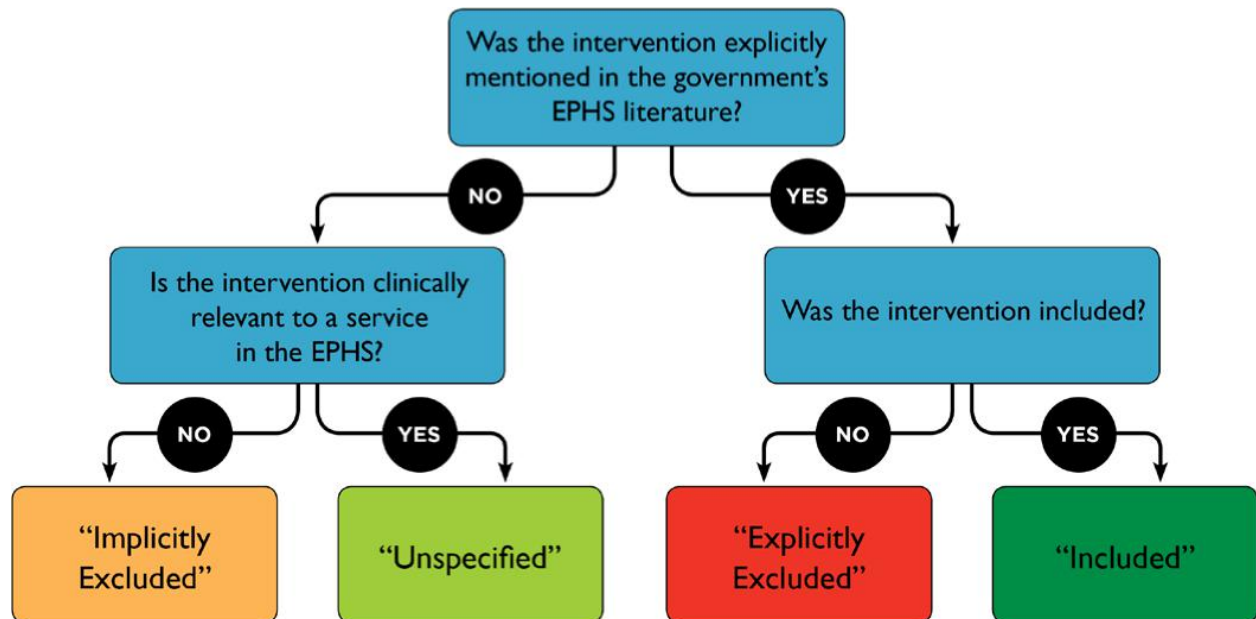 Was the intervention explicitly
mentioned in the government’s
EPHS literature?
NO
YES
Is the intervention clinically
relevant to a service
in the EPHS?
Was the intervention included?
NO
YES
NO
YES
“Implicitly
Excluded”
“Unspecified”
“Explicitly
Excluded”
“Included”